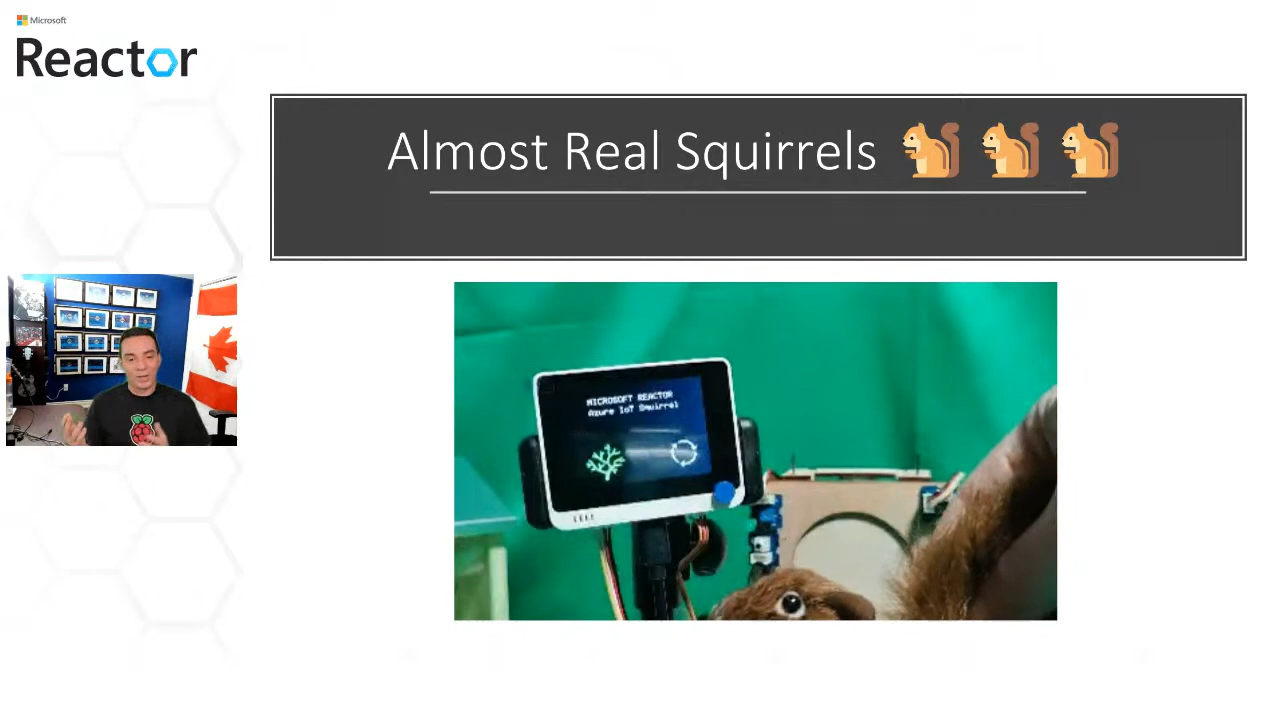 Microsoft
Reactor
Almost Real Squirrels
MICROSOFT REACTOR
Azure IoT Squirrel